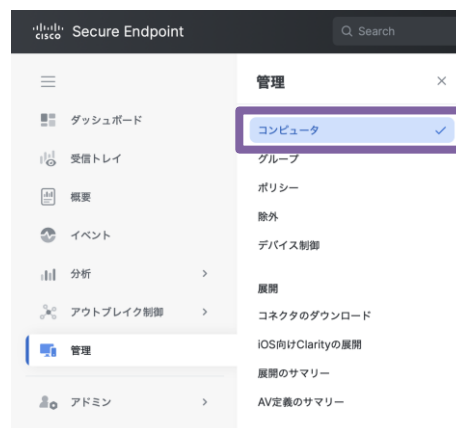 cisco Secure Endpoint
Search
管理
コンピュータ
グループ
ポリシー
除外
デバイス制御
展開
コネクタのダウンロード
iOS向けClarityの展開
展開のサマリー
AV定義のサマリー
ダッシュボード
受信トレイ
概要
イベント
分析
アウトブレイク制御
管理
アドミン